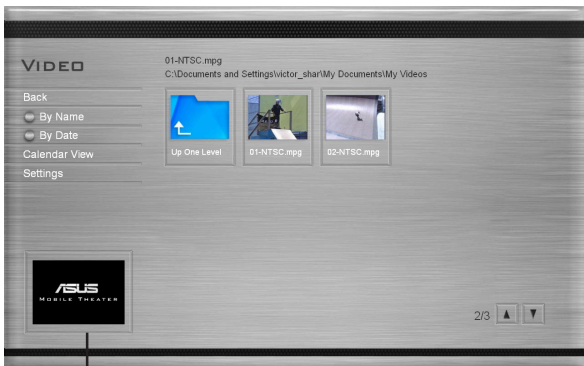 VIDEO
01-NTSC.mpg
C:\Documents and Settings\victor_shar\My Documents\My Videos
Back
By Name
By Date
Calendar View
Settings
Up One Level
01-NTSC.mpg
02-NTSC.mpg
ASUS
MOBILE THEATER
2/3